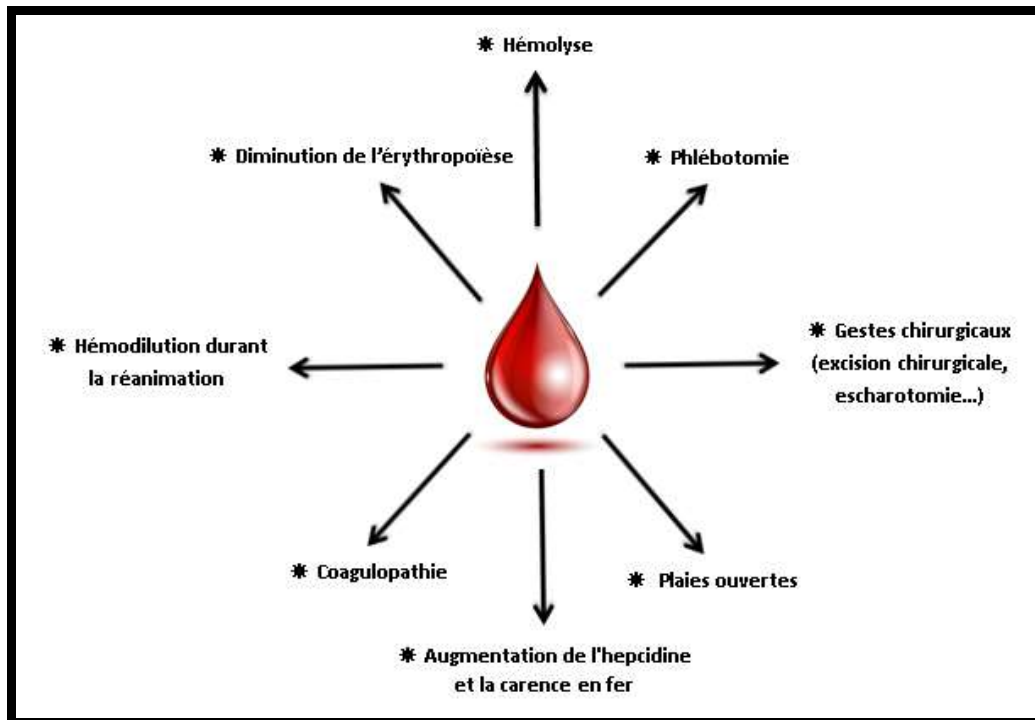 ✷ Hémolyse
✷ Diminution de l'érythropoïèse
✷ Phlébotomie
✷ Hémodilution durant
la réanimation
✷ Gestes chirurgicaux
(excision chirurgicale,
escharotomie...)
✷ Coagulopathie
✷ Plaies ouvertes
✷ Augmentation de l'hepcidine
et la carence en fer